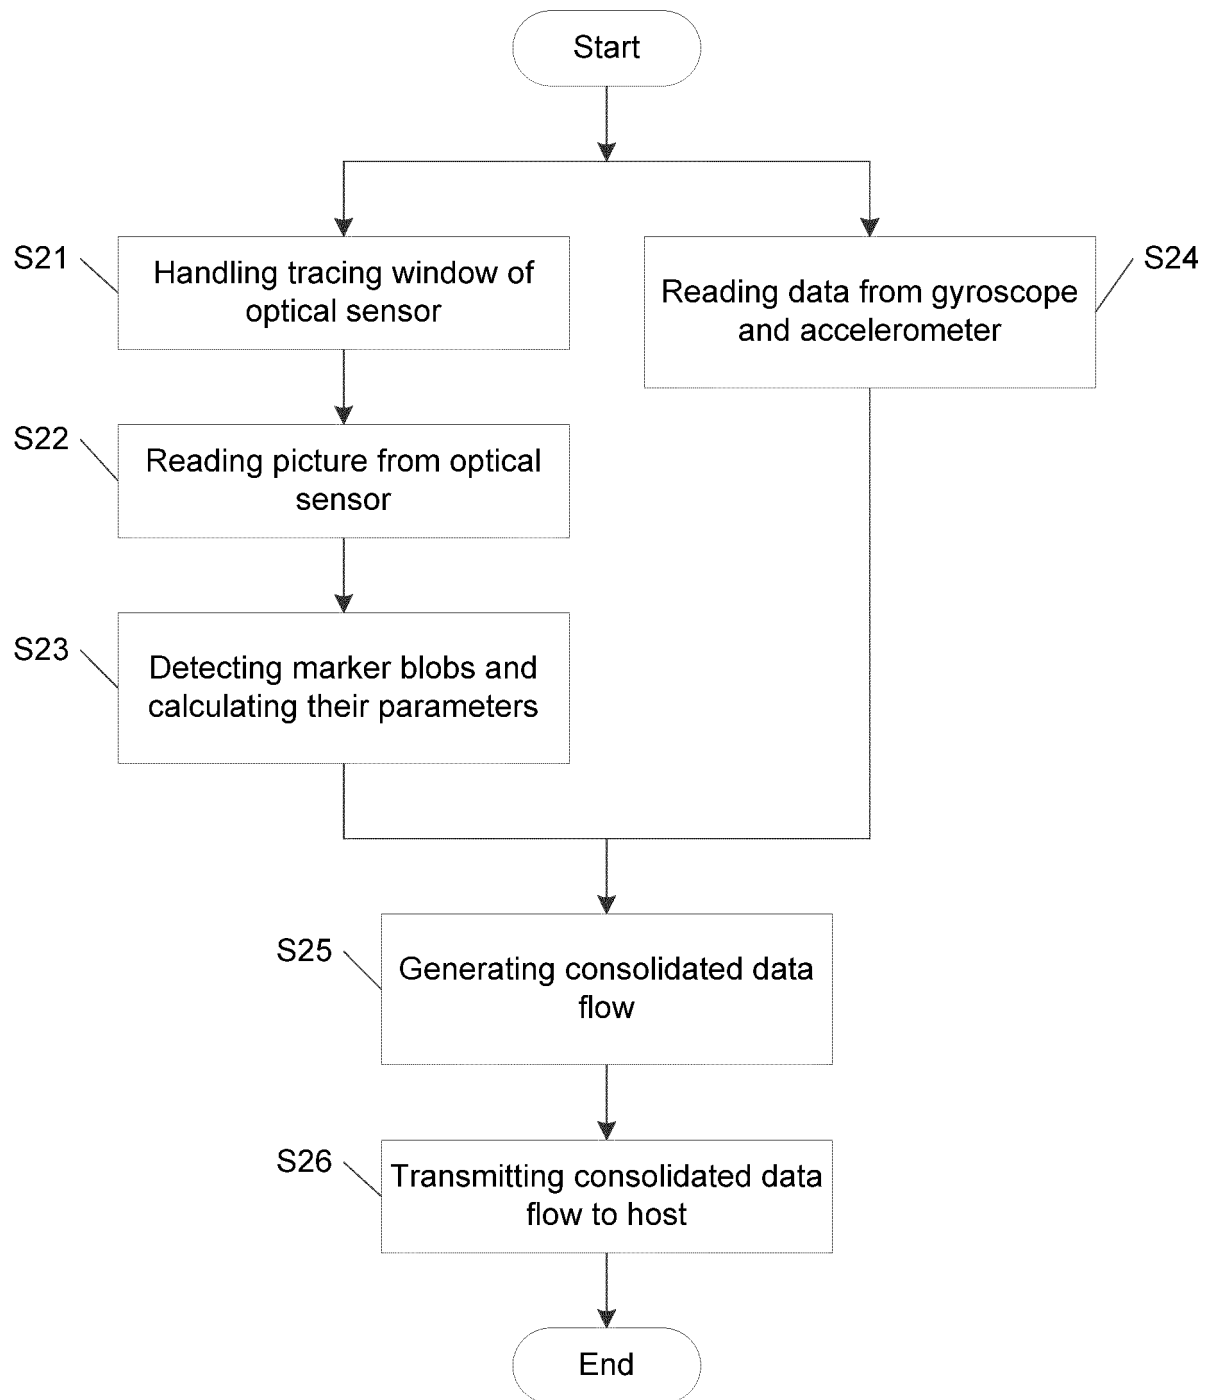 Start
S21
Handling tracing window of
optical sensor
S24
Reading data from gyroscope
and accelerometer
S22
Reading picture from optical
sensor
S23
Detecting marker blobs and
calculating their parameters
S25
Generating consolidated data
flow
S26
Transmitting consolidated data
flow to host
End